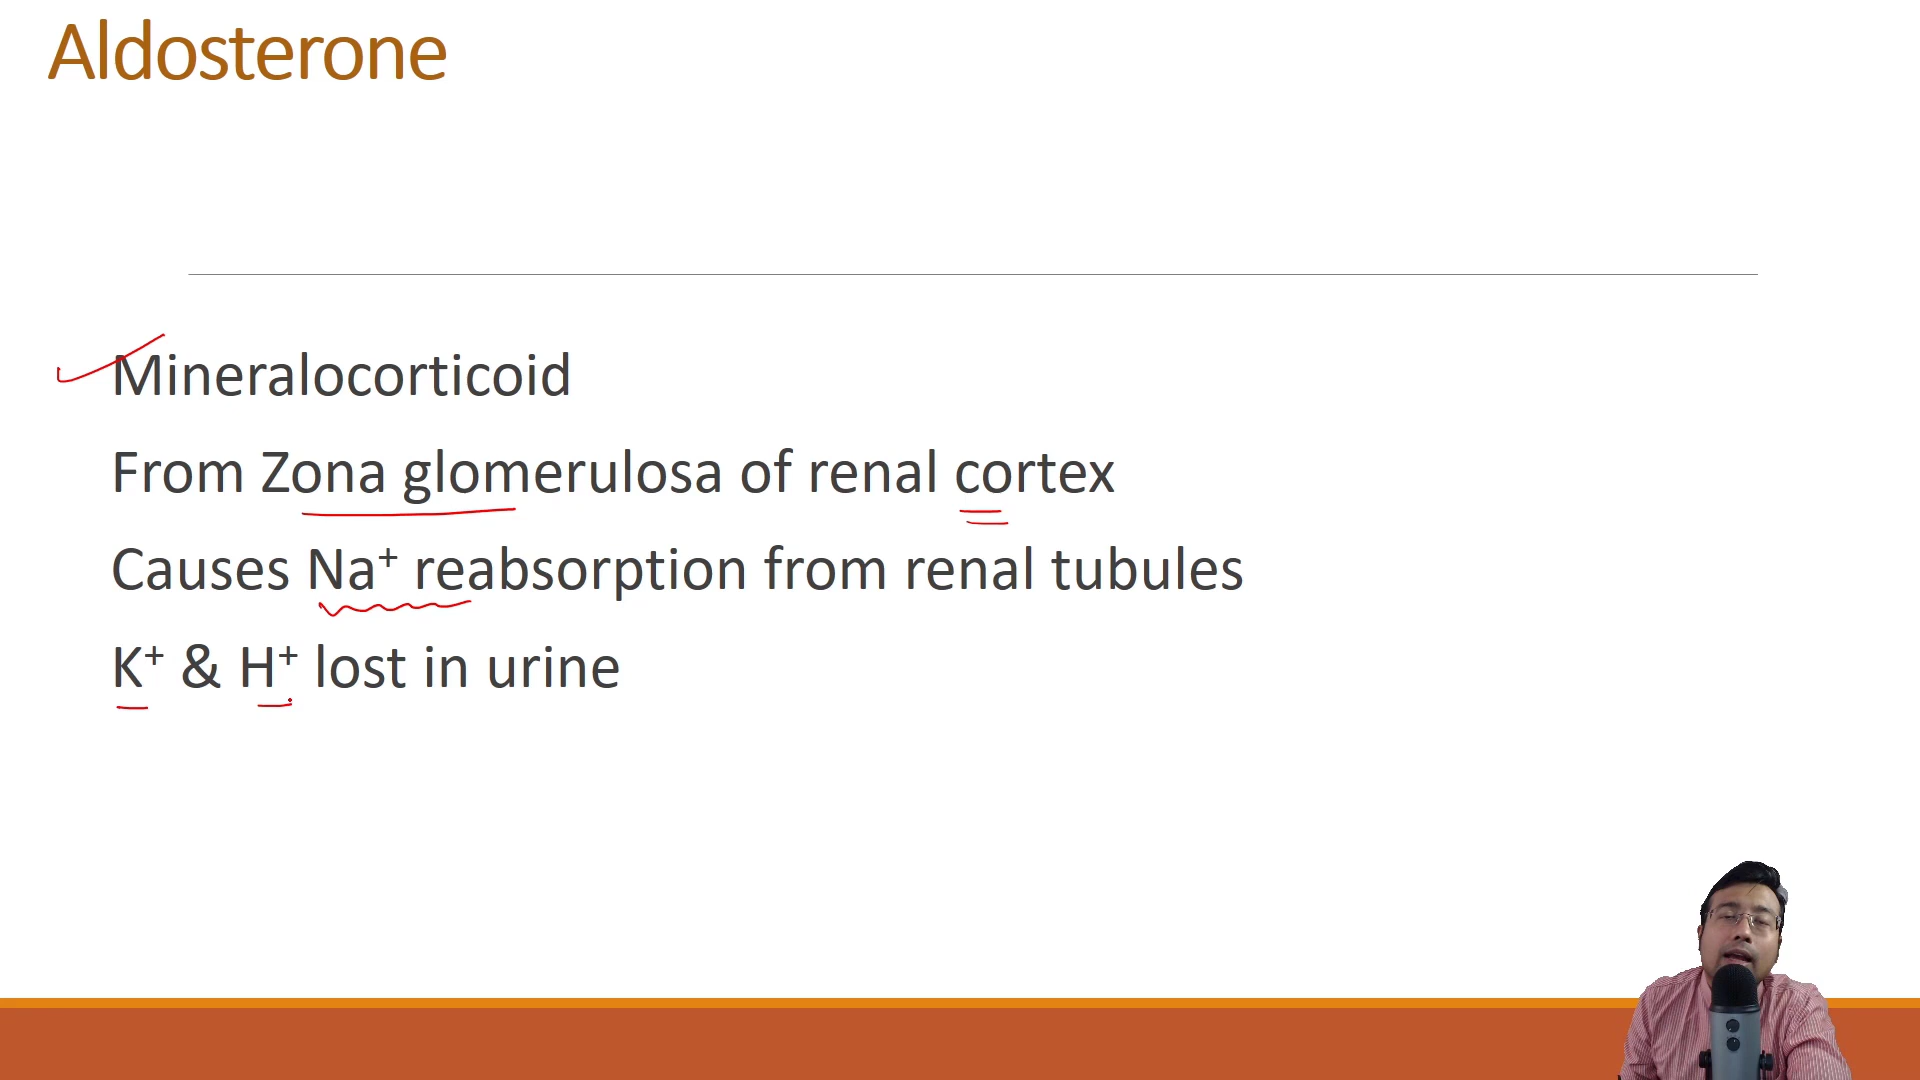 Aldosterone
Mineralocorticoid
From Zona glomerulosa of renal cortex
Causes Na⁺ reabsorption from renal tubules
K⁺ & H⁺ lost in urine